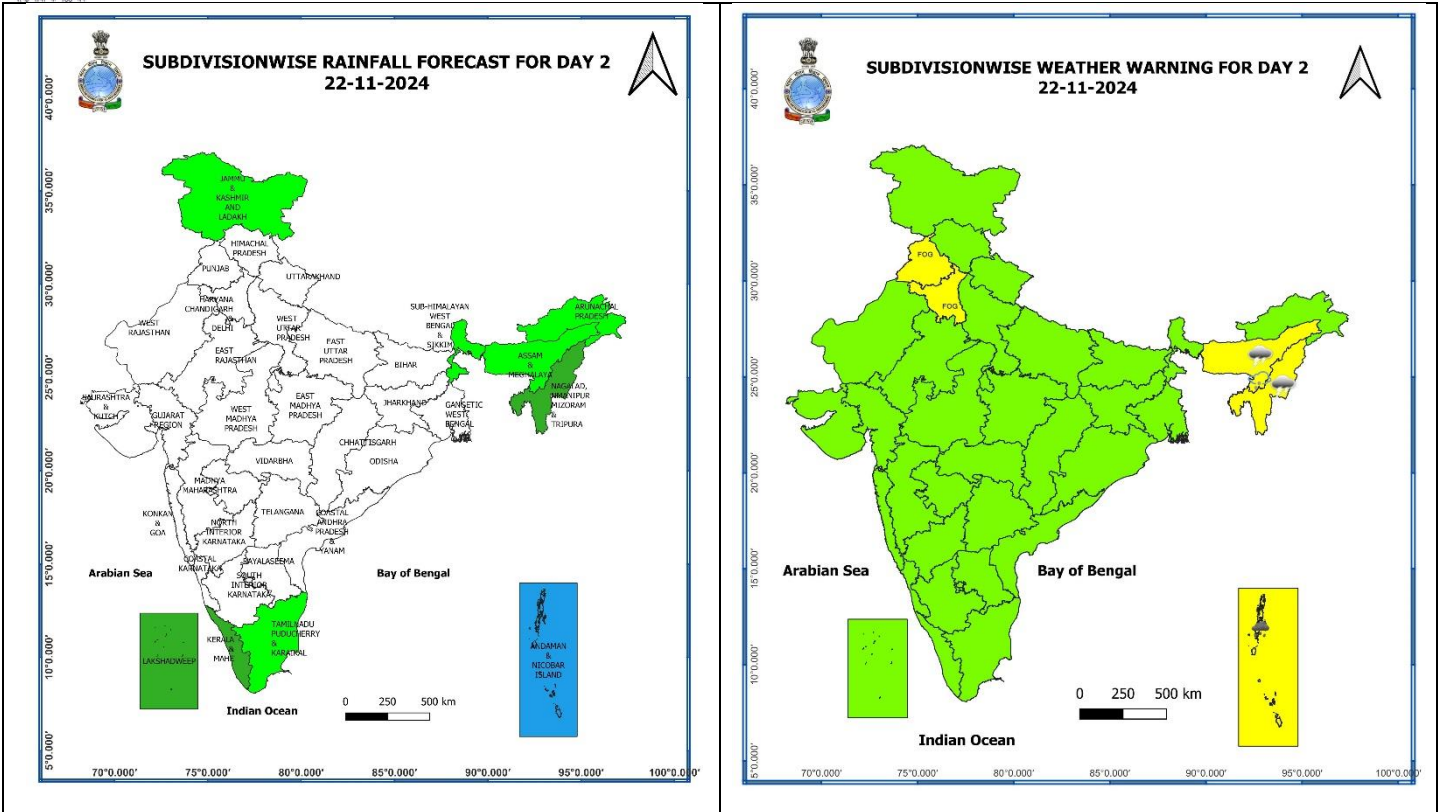 SUBDIVISIONWISE RAINFALL FORECAST FOR DAY 2
22-11-2024
40°0.000'
35°0.000'
30°0.000'
25°0.000'
20°0.000'
15°0.000'
10°0.000'
5°0.000'
JAMMU
&
KASHMIR
AND
LADAKH
HIMACHAL
PRADESH
PUNJAB
UTTARAKHAND
HARYANA
CHANDIGARH
&
DELHI
WEST
RAJASTHAN
WEST
UTTAR
PRADESH
EAST
UTTAR
PRADESH
EAST
RAJASTHAN
SUB-HIMALAYAN
WEST
BENGAL
&
SIKKIM
ARUNACHAL
PRADESH
ASSAM
&
MEGHALAYA
BIHAR
NAGALAD,
MANIPUR
MIZORAM
&
TRIPURA
SAURASHTRA
&
KUTCH
GUJARAT
REGION
WEST
MADHYA
PRADESH
EAST
MADHYA
PRADESH
JHARKHAND
GANGETIC
WEST
BENGAL
CHHATTISGARH
ODISHA
VIDARBHA
MADHYA
MAHARASHTRA
KONKAN
&
GOA
TELANGANA
NORTH
INTERIOR
KARNATAKA
COASTAL
ANDHRA
PRADESH
&
YANAM
COASTAL
KARNATAKA
RAYALASEEMA
SOUTH
INTERIOR
KARNATAKA
Arabian Sea
Bay of Bengal
TAMILNADU
PUDUCHERRY
&
KARAIKAL
KERALA
&
MAHE
LAKSHADWEEP
ANDAMAN
&
NICOBAR
ISLAND
0 250 500 km
Indian Ocean
70°0.000' 75°0.000' 80°0.000' 85°0.000' 90°0.000' 95°0.000' 100°0.000'
SUBDIVISIONWISE WEATHER WARNING FOR DAY 2
22-11-2024
40°0.000'
35°0.000'
30°0.000'
25°0.000'
20°0.000'
15°0.000'
10°0.000'
5°0.000'
FOG
FOG
Arabian Sea
Bay of Bengal
0 250 500 km
Indian Ocean
70°0.000' 75°0.000' 80°0.000' 85°0.000' 90°0.000' 95°0.000' 100°0.000'